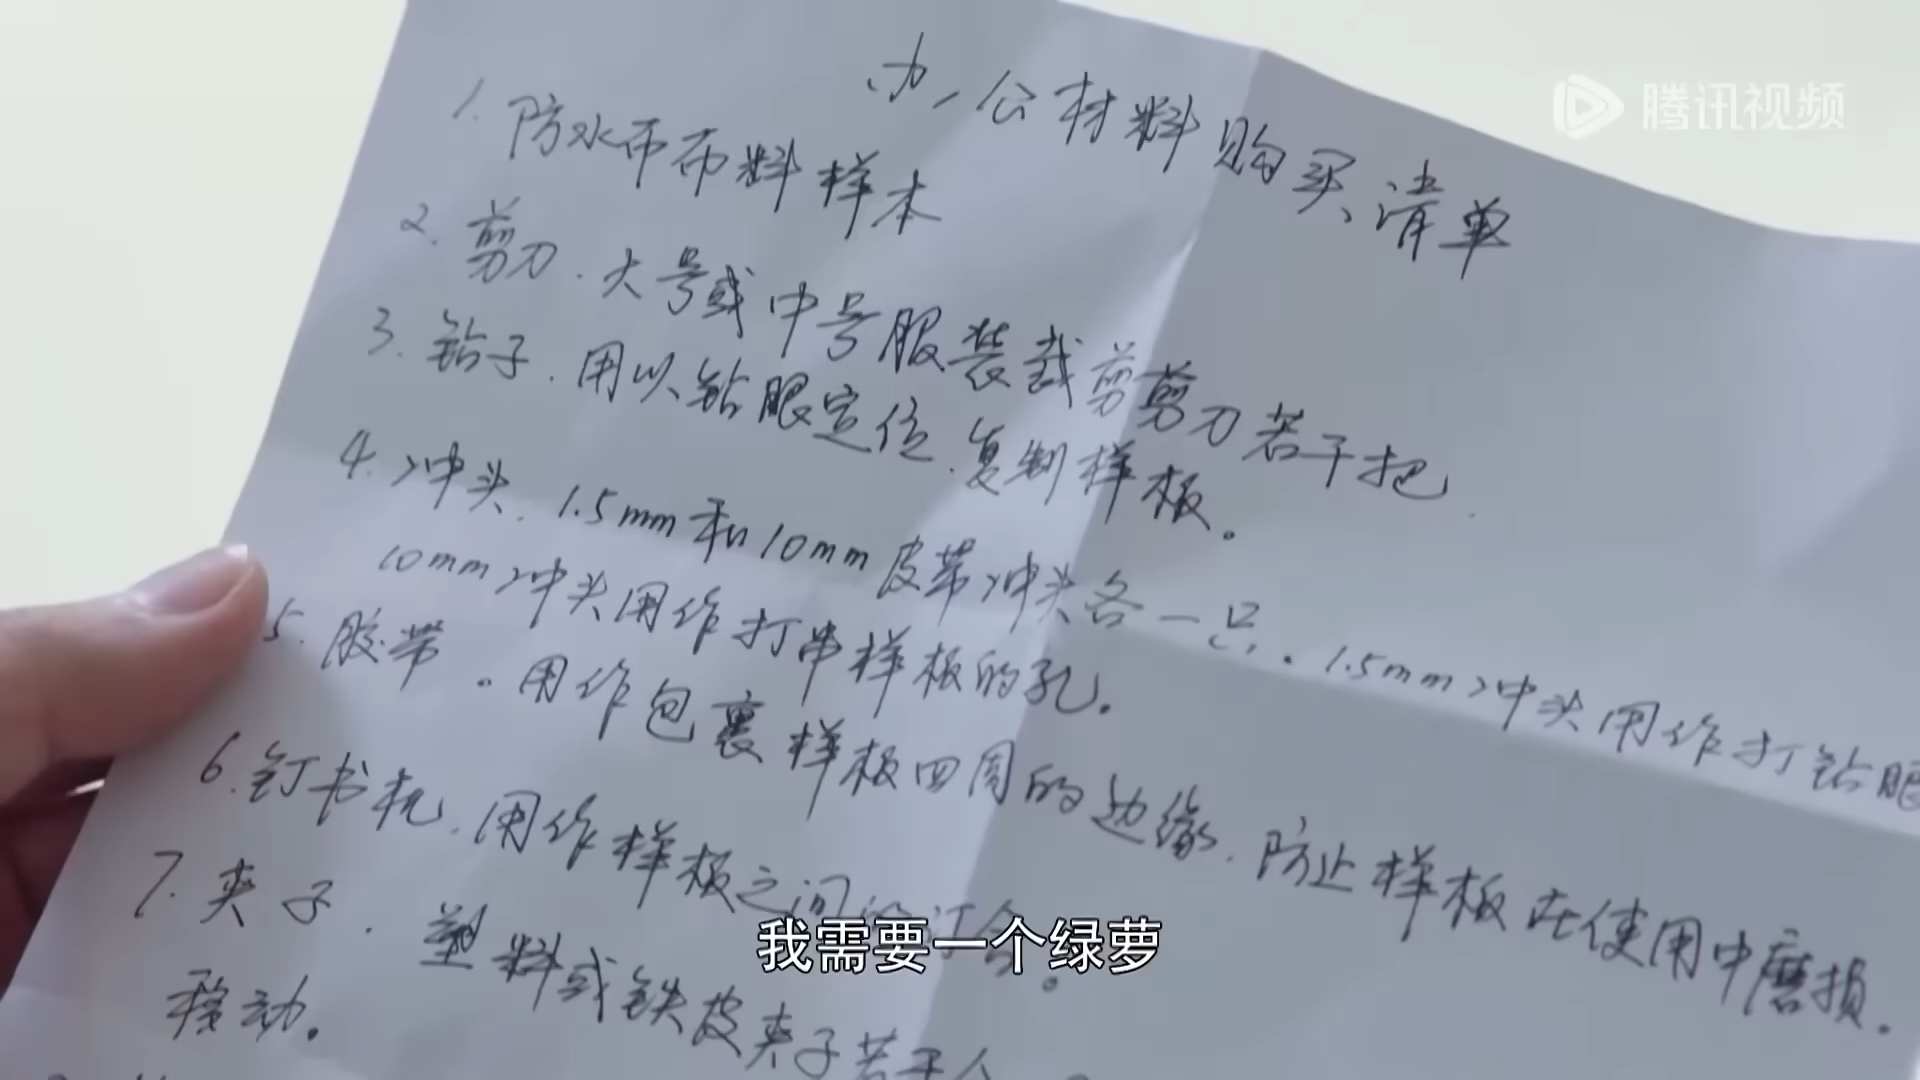 腾讯视频
办公材料购买清单
1. 防水布布料样本
2. 剪刀. 大号或中号服装裁剪剪刀若干把.
3. 钻子. 用以钻眼定位. 复制样板。
4. 冲头. 1.5mm和10mm皮带冲头各一只. 1.5mm冲头用作打钻眼
10mm冲头用作打串样板的孔。
5. 胶带。用作包裹样板四周的边缘. 防止样板在使用中磨损。
6. 钉书机. 用作样板之间的订合。
7. 夹子. 塑料或铁皮夹子若干个
移动。
我需要一个绿萝